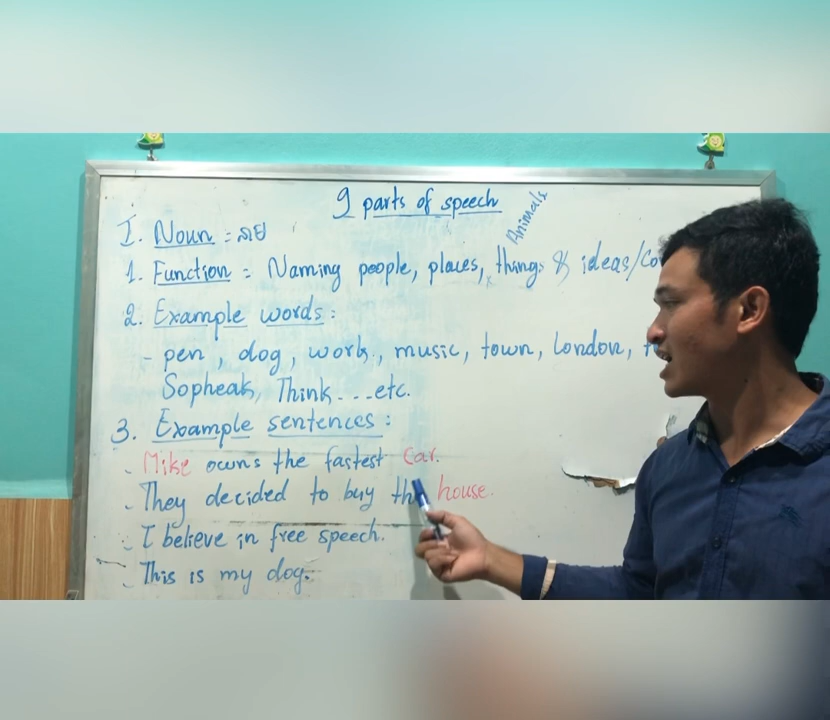 9 parts of speech
Animals
I. Noun = នាម
1. Function = Naming people, places, things & ideas/
2. Example words:
- pen, dog, work, music, town, London,
Sopheak, Think...etc.
3. Example sentences:
- Mike owns the fastest car.
- They decided to buy the house.
- I believe in free speech.
- This is my dog.